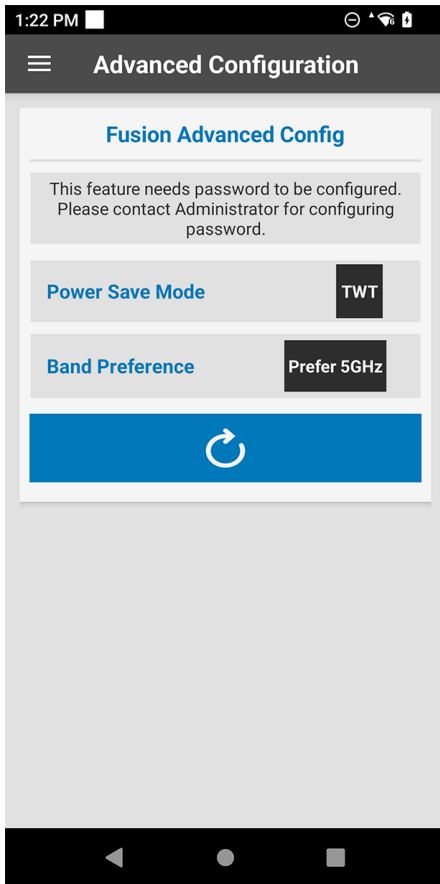 1:22 PM
6
Advanced Configuration
Fusion Advanced Config
This feature needs password to be configured.
Please contact Administrator for configuring
password.
Power Save Mode
TWT
Band Preference
Prefer 5GHz